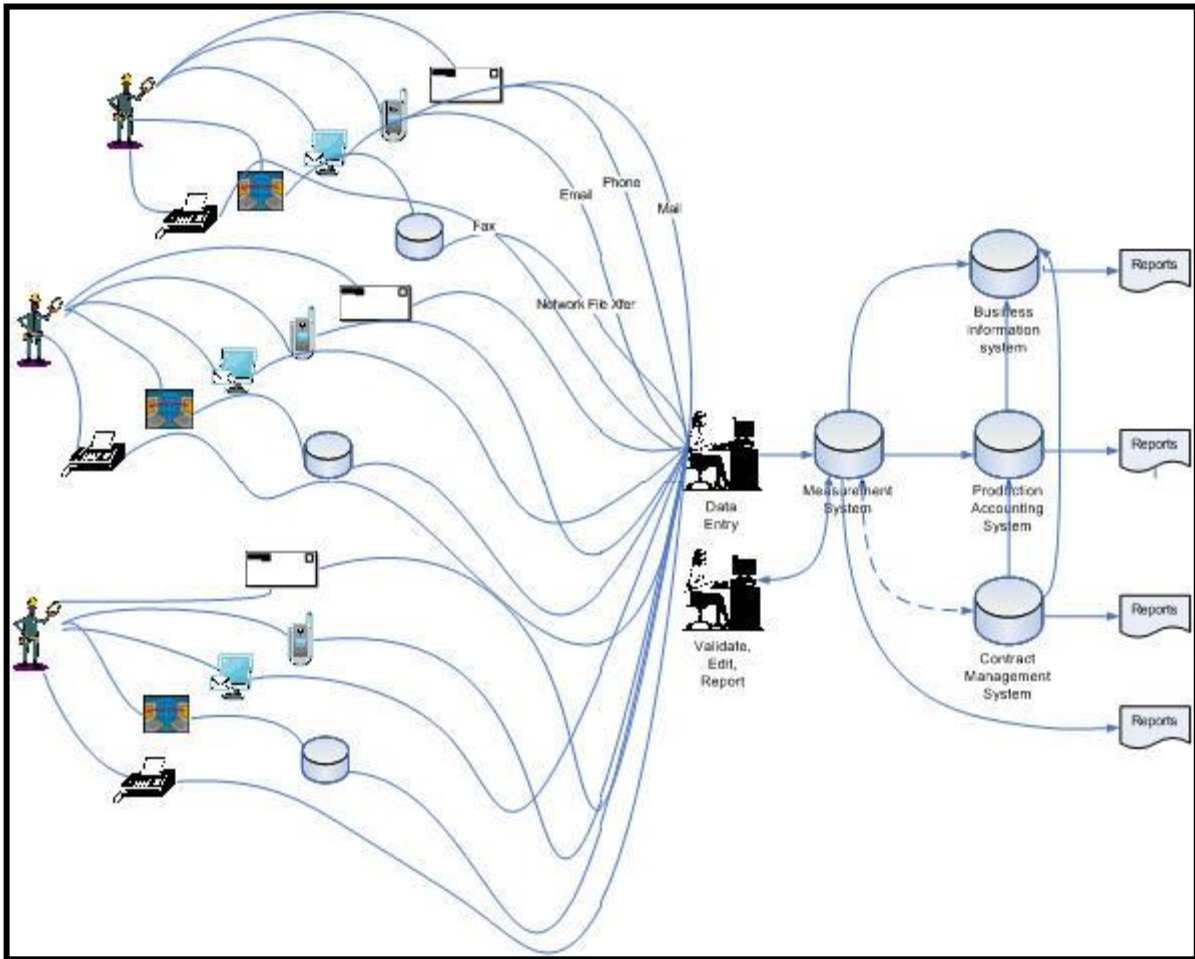 Email
Phone
Mail
Fax
Network File Xfer
Reports
Business
Information
system
Reports
Data
Entry
Measurement
System
Production
Accounting
System
Validate,
Edit,
Report
Reports
Contract
Management
System
Reports